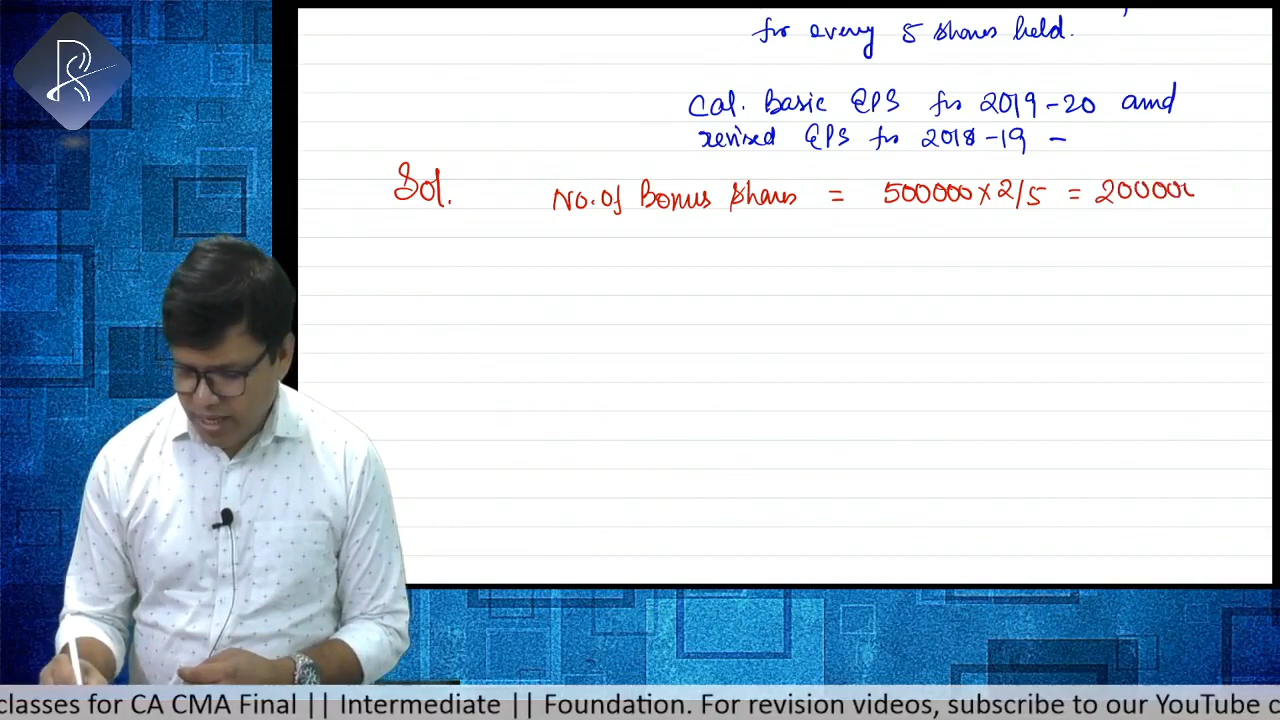 for every 5 shares held.
Cal. Basic EPS for 2019-20 and
revised EPS for 2018-19 -
Sol.
No. of Bonus shares = 500000 × 2/5 = 200000
classes for CA CMA Final || Intermediate || Foundation. For revision videos, subscribe to our YouTube c